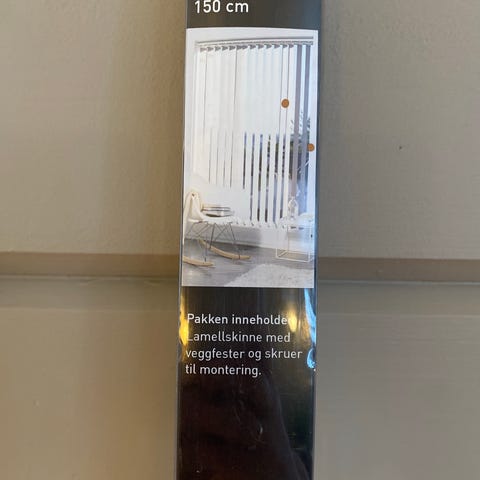 150 cm
Pakken inneholder
Lamellskinne med
veggfester og skruer
til montering.